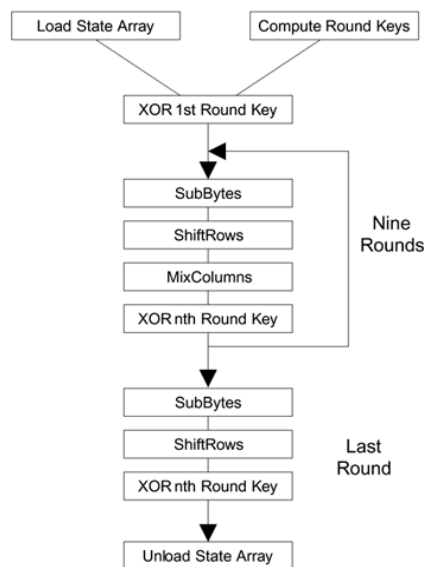 Load State Array
Compute Round Keys
XOR 1st Round Key
SubBytes
ShiftRows
MixColumns
XOR nth Round Key
Nine
Rounds
SubBytes
ShiftRows
XOR nth Round Key
Last
Round
Unload State Array